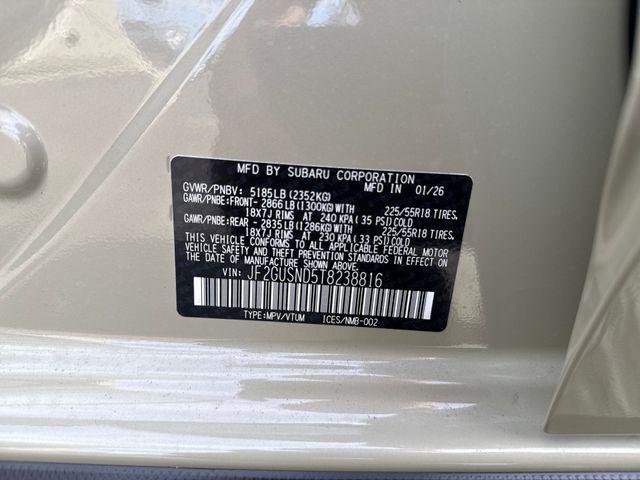 MFD BY SUBARU CORPORATION
GVWR/PNBV: 5185LB(2352KG) MFD IN 01/26
GAWR/PNBE:FRONT- 2866LB(1300KG)WITH 225/55R18 TIRES,
18X7J RIMS AT 240 KPA(35 PSI)COLD
GAWR/PNBE:REAR - 2835LB(1286KG)WITH 225/55R18 TIRES,
18X7J RIMS AT 230 KPA(33 PSI)COLD
THIS VEHICLE CONFORMS TO ALL APPLICABLE FEDERAL MOTOR
VEHICLE SAFETY AND THEFT PREVENTION STANDARDS IN EFFECT ON
THE DATE OF MANUFACTURE SHOWN ABOVE.
VIN: JF2GUSND5T8238816
TYPE:MPV/VTUM ICES/NMB-002